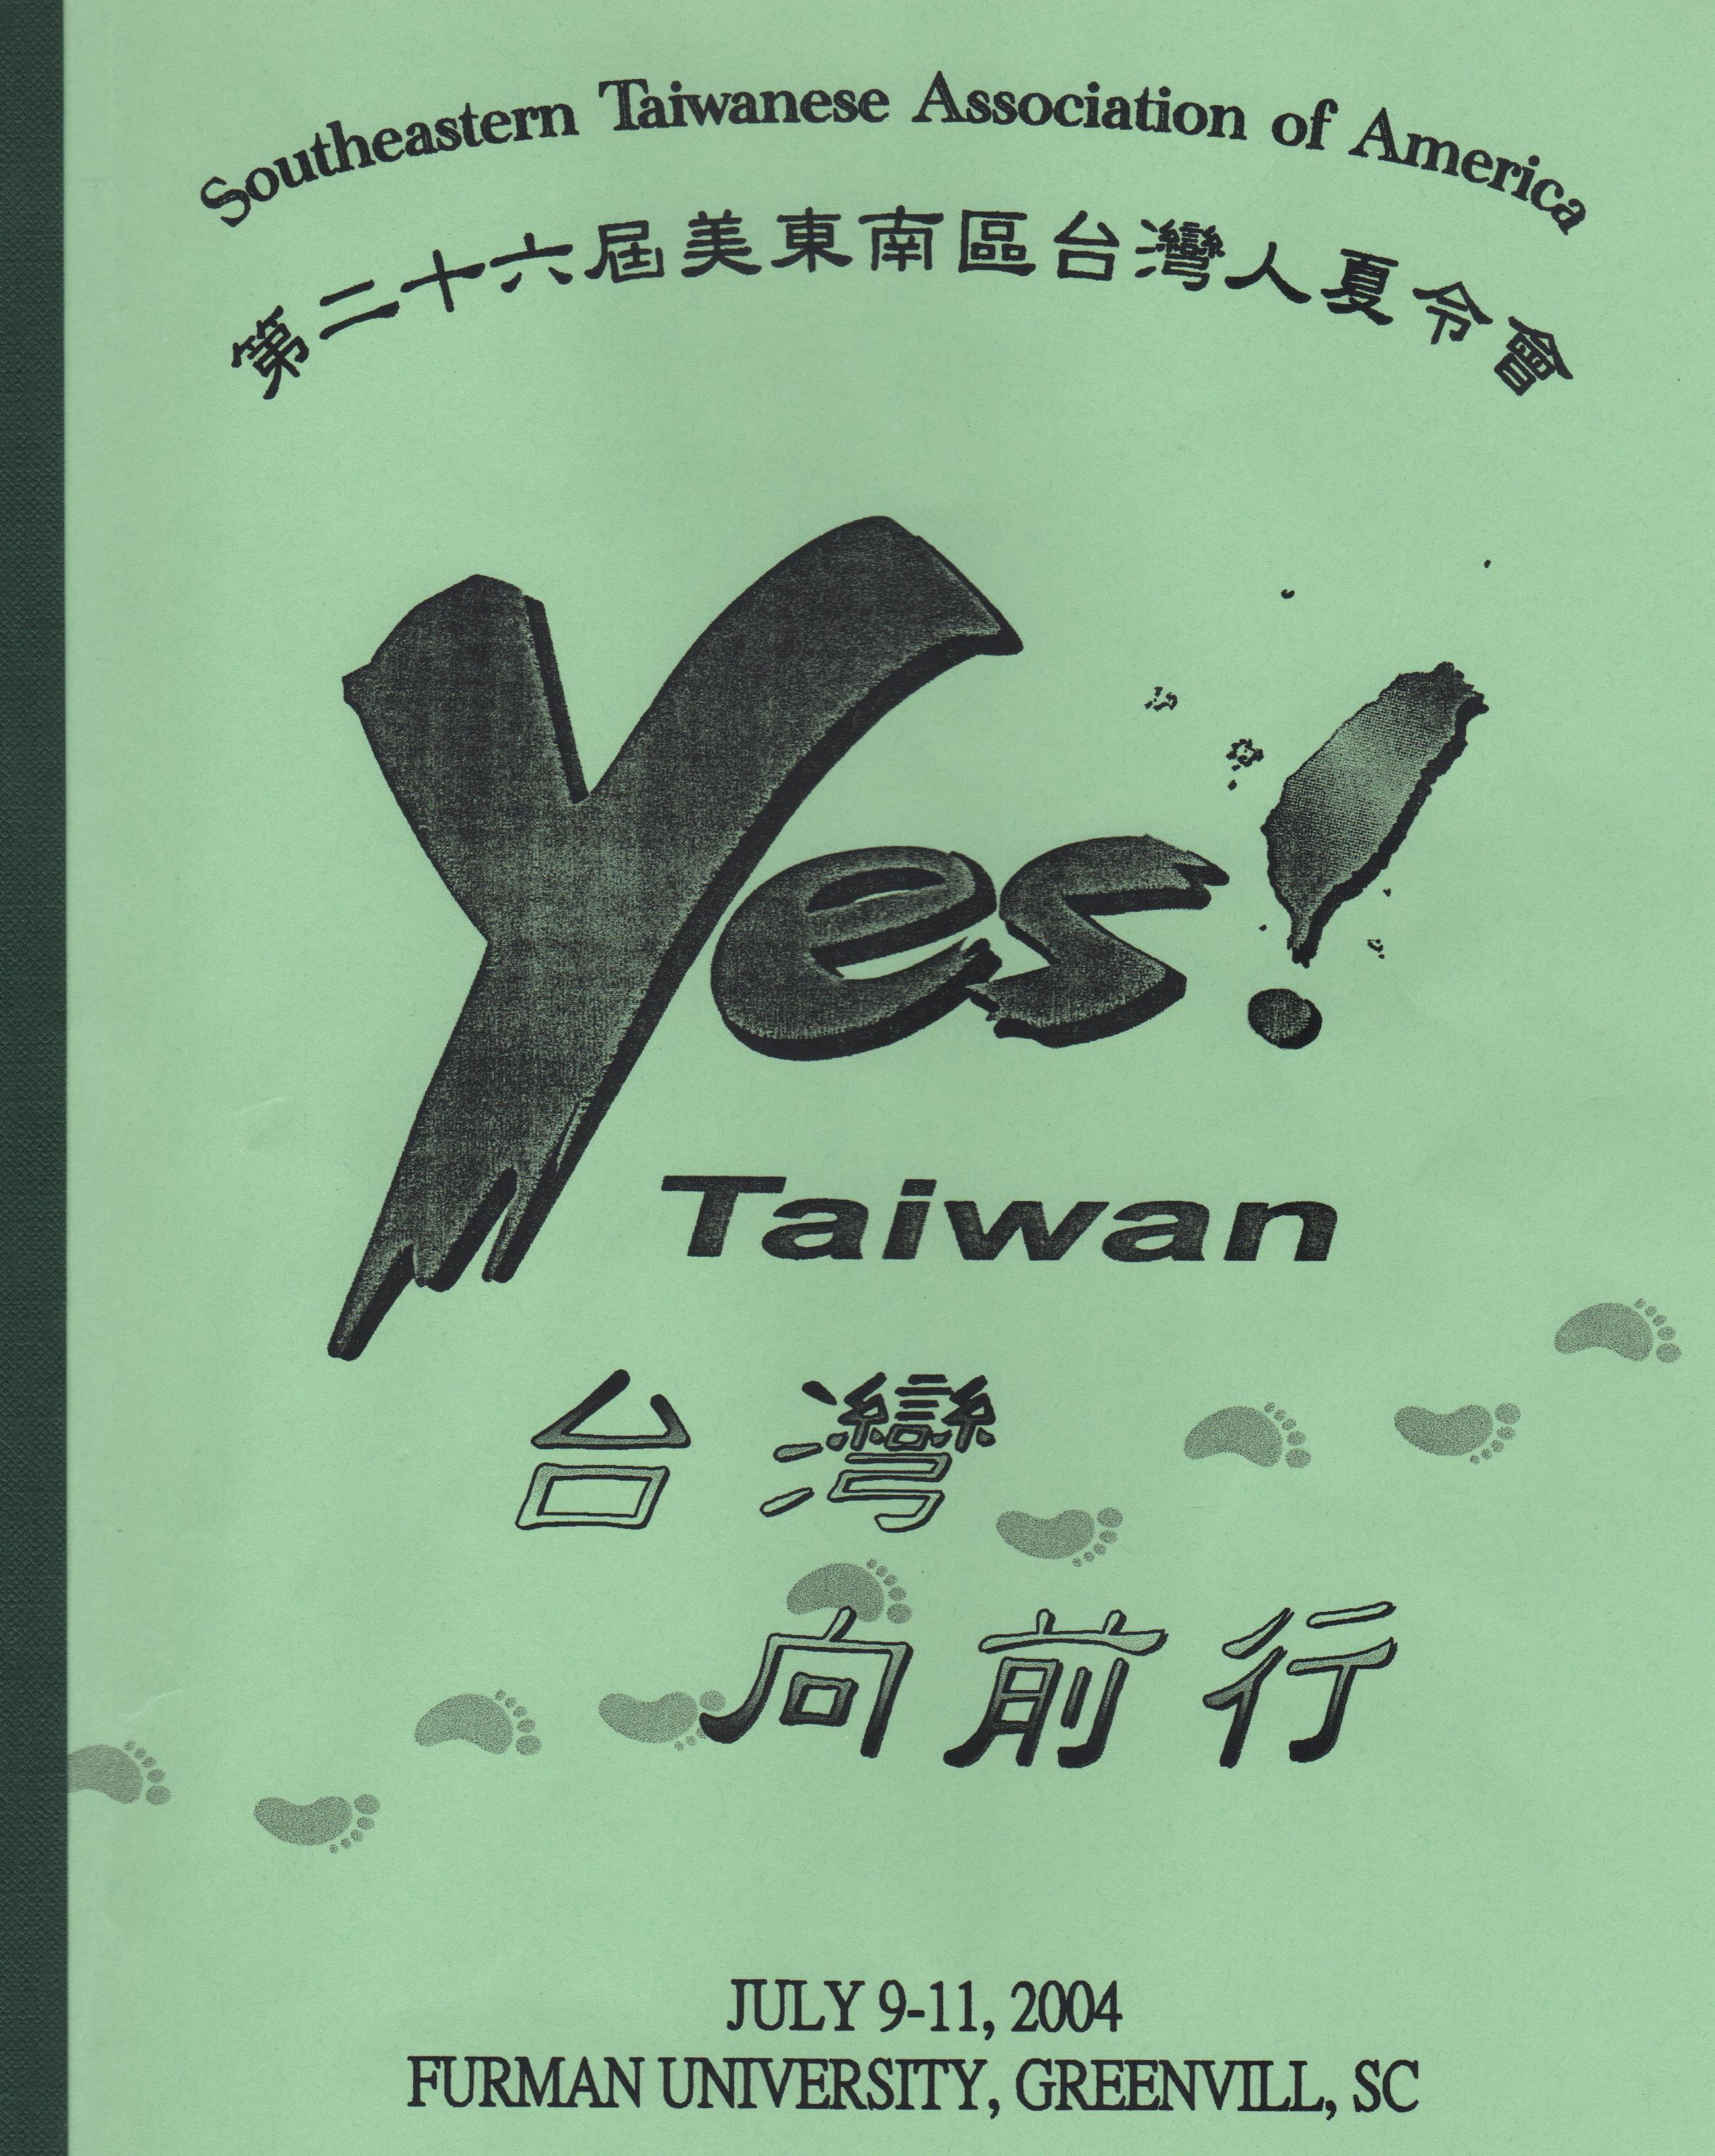 Southeastern Taiwanese Association of America
第二十六屆美東南區台灣人夏令會
Yes!
Taiwan
台灣
向前行
JULY 9-11, 2004
FURMAN UNIVERSITY, GREENVILL, SC